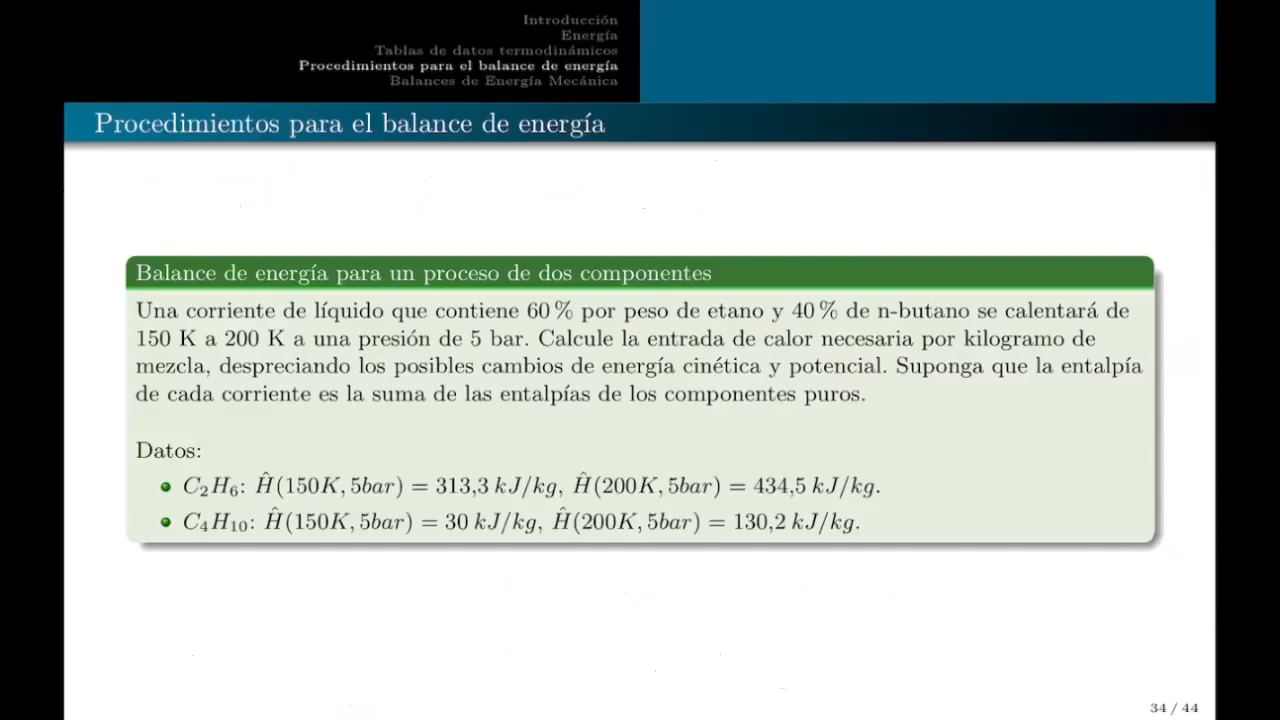 Introducción
Energía
Tablas de datos termodinámicos
Procedimientos para el balance de energía
Balances de Energía Mecánica
Procedimientos para el balance de energía
Balance de energía para un proceso de dos componentes
Una corriente de líquido que contiene 60 % por peso de etano y 40 % de n-butano se calentará de
150 K a 200 K a una presión de 5 bar. Calcule la entrada de calor necesaria por kilogramo de
mezcla, despreciando los posibles cambios de energía cinética y potencial. Suponga que la entalpía
de cada corriente es la suma de las entalpías de los componentes puros.
Datos:
C₂H₆: Ĥ(150K, 5bar) = 313,3 kJ/kg, Ĥ(200K, 5bar) = 434,5 kJ/kg.
C₄H₁₀: Ĥ(150K, 5bar) = 30 kJ/kg, Ĥ(200K, 5bar) = 130,2 kJ/kg.
34 / 44